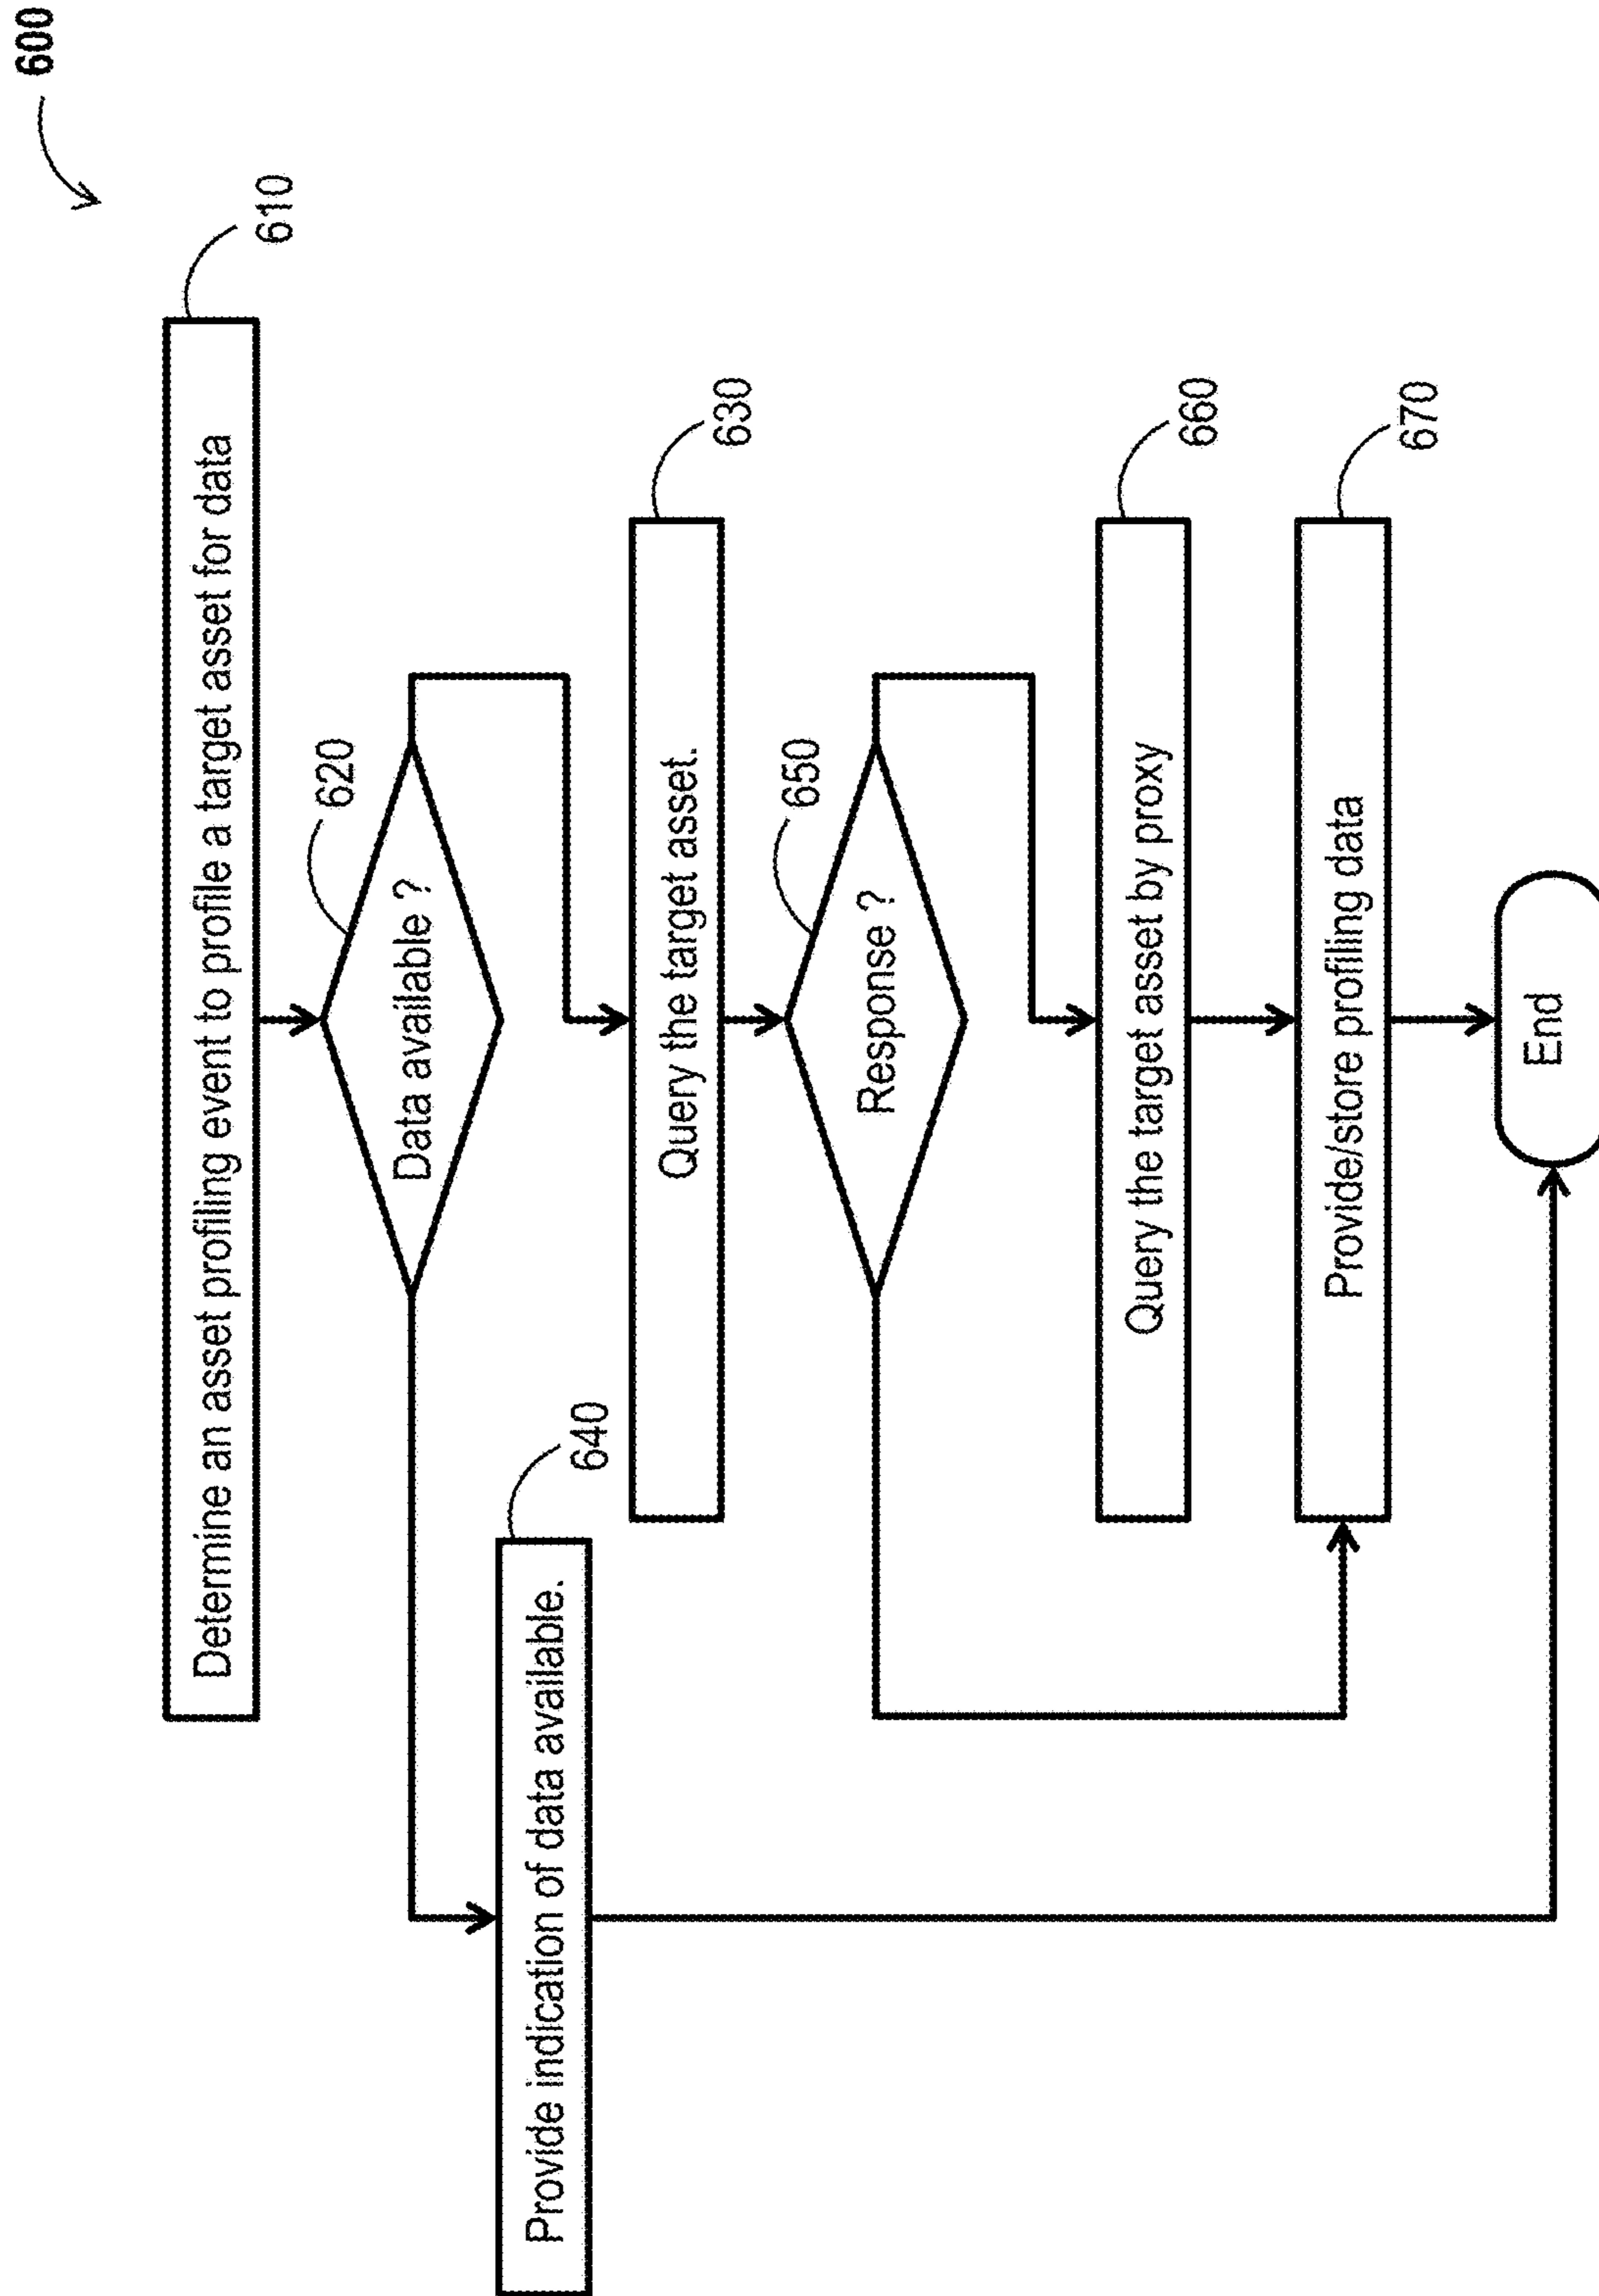 600
Determine an asset profiling event to profile a target asset for data
610
Data available ?
620
Provide indication of data available.
640
Query the target asset.
630
Response ?
650
Query the target asset by proxy
660
Provide/store profiling data
670
End